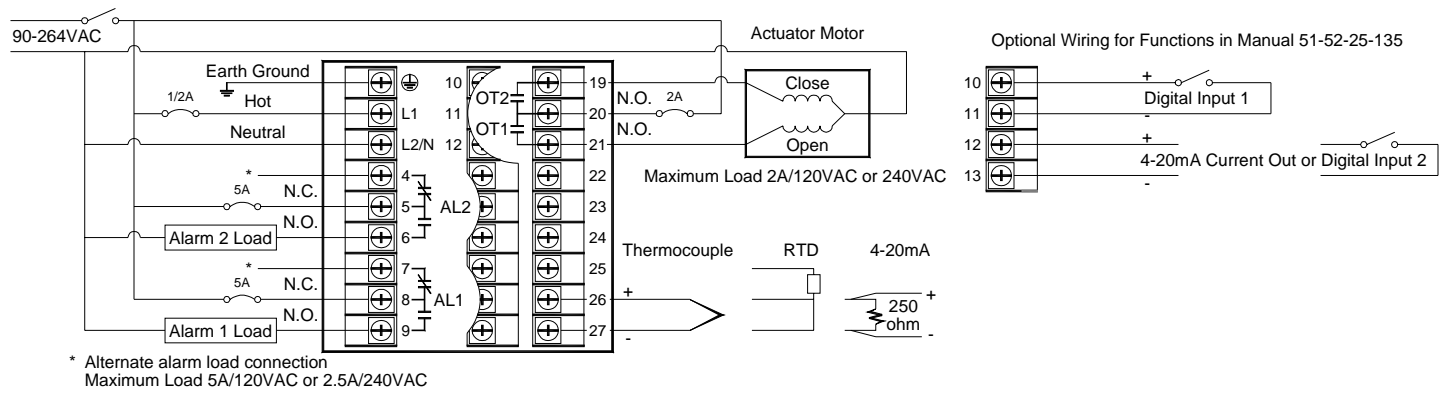 90-264VAC
Earth Ground
1/2A
Hot
Neutral
*
5A
N.C.
N.O.
Alarm 2 Load
*
5A
N.C.
N.O.
Alarm 1 Load
L1
L2/N
4
5
6
7
8
9
AL2
AL1
10
11
12
OT2
OT1
19
20
21
22
23
24
25
26
27
N.O.
2A
N.O.
Actuator Motor
Close
Open
Maximum Load 2A/120VAC or 240VAC
Thermocouple
+
-
RTD
4-20mA
+
250
ohm
-
Optional Wiring for Functions in Manual 51-52-25-135
10
11
12
13
+
Digital Input 1
-
+
4-20mA Current Out or Digital Input 2
-
* Alternate alarm load connection
Maximum Load 5A/120VAC or 2.5A/240VAC